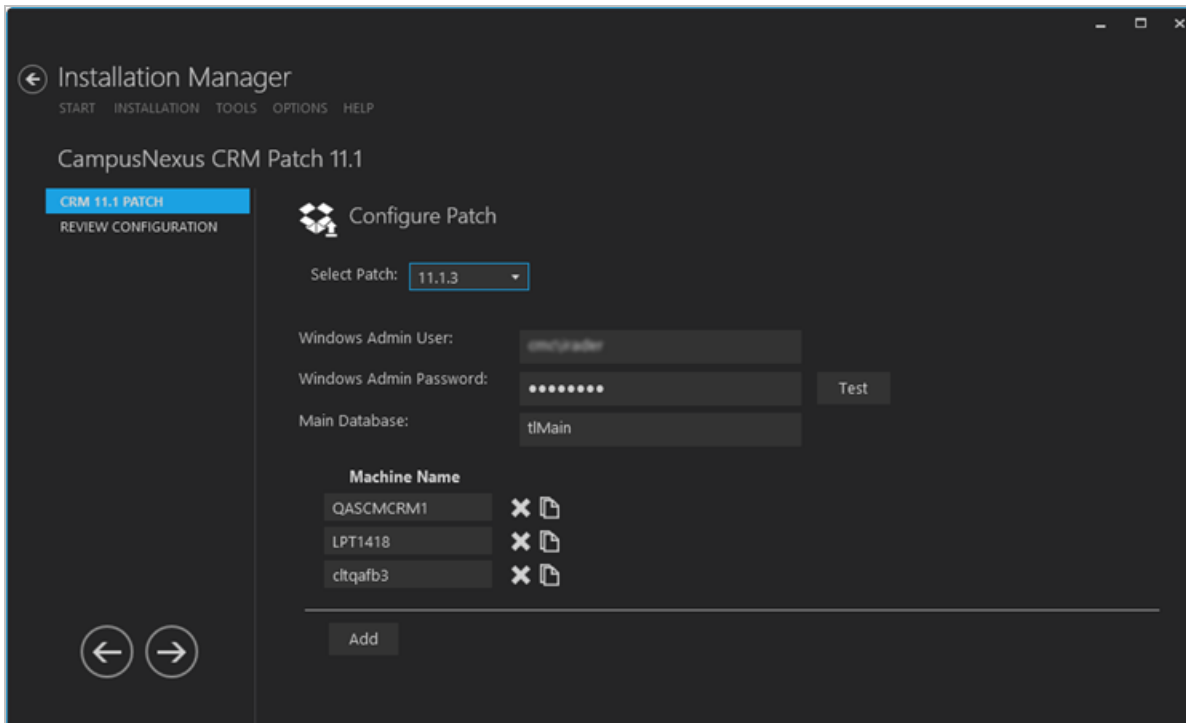 Installation Manager
START INSTALLATION TOOLS OPTIONS HELP
CampusNexus CRM Patch 11.1
CRM 11.1 PATCH
REVIEW CONFIGURATION
Configure Patch
Select Patch: 11.1.3
Windows Admin User:
Windows Admin Password: ●●●●●●●● Test
Main Database: tlMain
Machine Name
QASCMCRM1
LPT1418
cltqafb3
Add